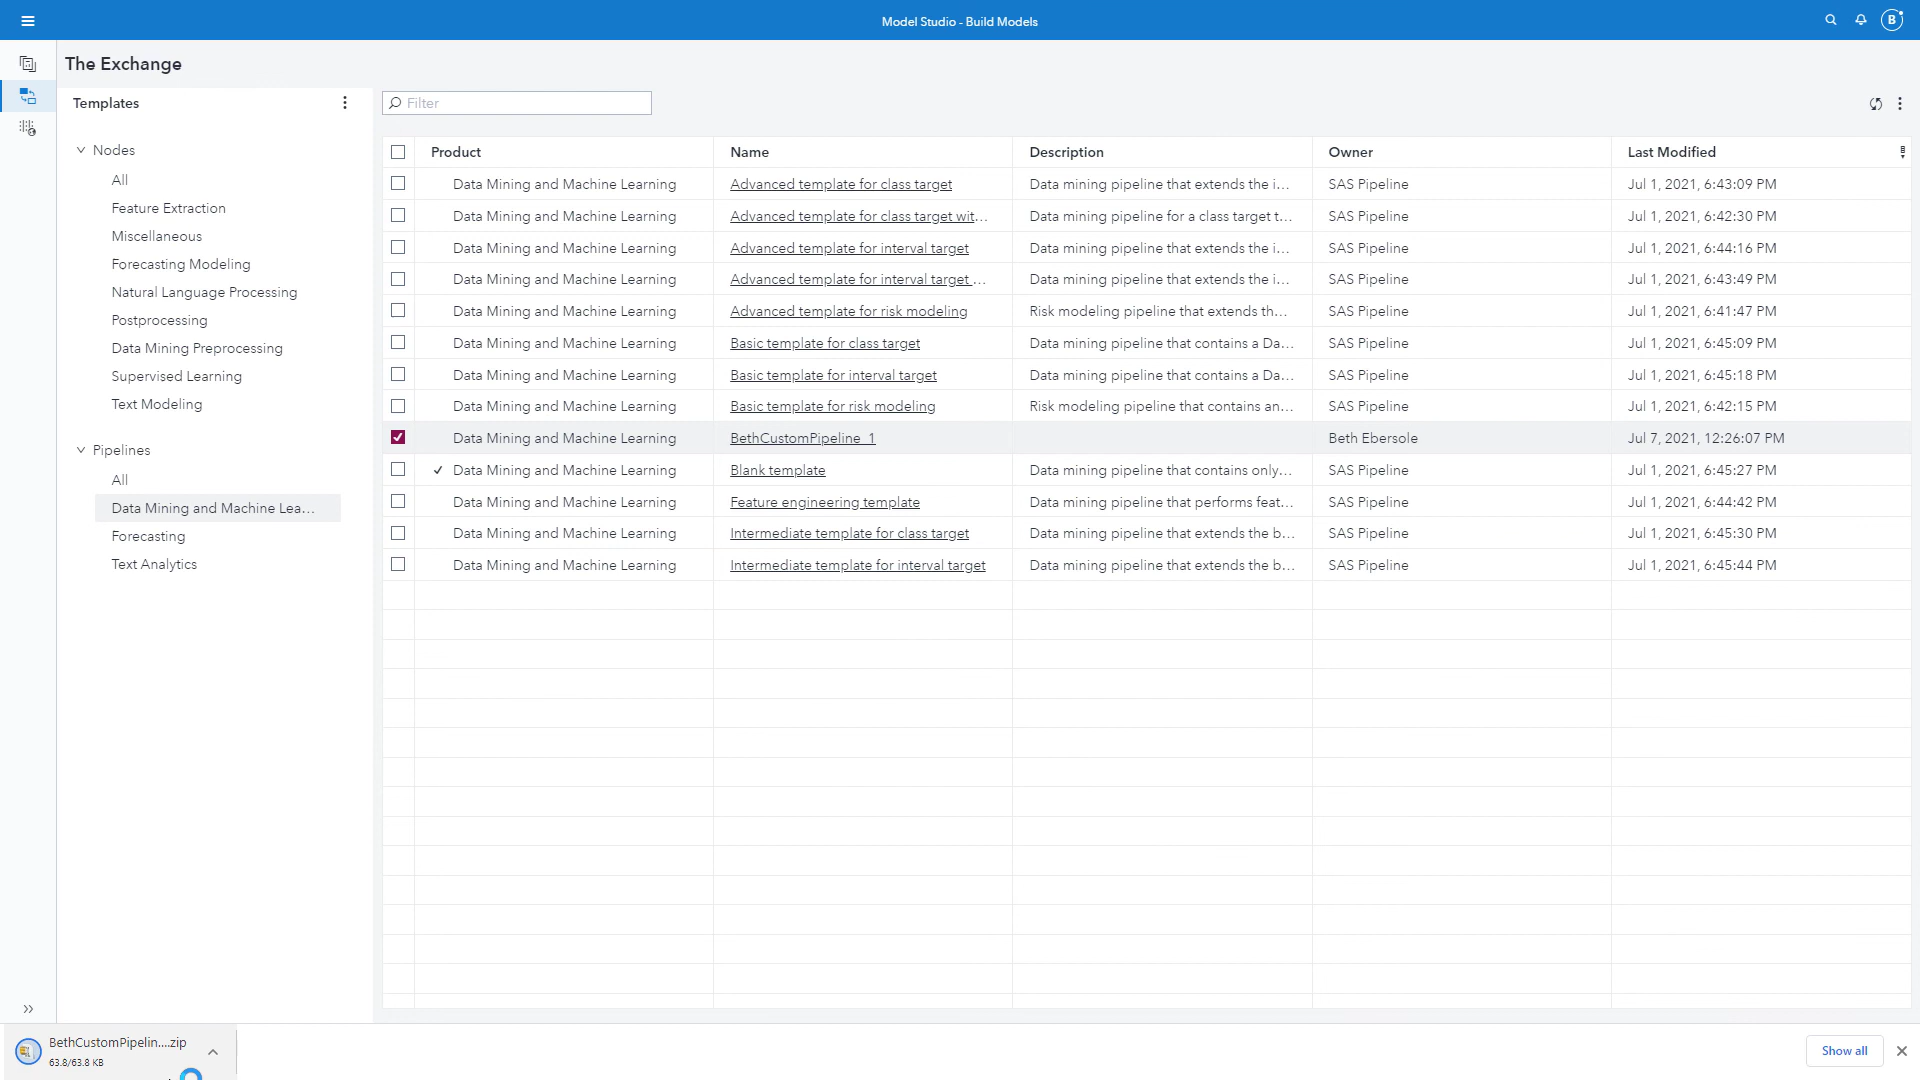 Model Studio - Build Models
B
The Exchange
Templates
Filter
Nodes
All
Feature Extraction
Miscellaneous
Forecasting Modeling
Natural Language Processing
Postprocessing
Data Mining Preprocessing
Supervised Learning
Text Modeling
Pipelines
All
Data Mining and Machine Lea...
Forecasting
Text Analytics
Product Name Description Owner Last Modified
Data Mining and Machine Learning Advanced template for class target Data mining pipeline that extends the i... SAS Pipeline Jul 1, 2021, 6:43:09 PM
Data Mining and Machine Learning Advanced template for class target wit... Data mining pipeline for a class target t... SAS Pipeline Jul 1, 2021, 6:42:30 PM
Data Mining and Machine Learning Advanced template for interval target Data mining pipeline that extends the i... SAS Pipeline Jul 1, 2021, 6:44:16 PM
Data Mining and Machine Learning Advanced template for interval target ... Data mining pipeline that extends the i... SAS Pipeline Jul 1, 2021, 6:43:49 PM
Data Mining and Machine Learning Advanced template for risk modeling Risk modeling pipeline that extends th... SAS Pipeline Jul 1, 2021, 6:41:47 PM
Data Mining and Machine Learning Basic template for class target Data mining pipeline that contains a Da... SAS Pipeline Jul 1, 2021, 6:45:09 PM
Data Mining and Machine Learning Basic template for interval target Data mining pipeline that contains a Da... SAS Pipeline Jul 1, 2021, 6:45:18 PM
Data Mining and Machine Learning Basic template for risk modeling Risk modeling pipeline that contains an... SAS Pipeline Jul 1, 2021, 6:42:15 PM
Data Mining and Machine Learning BethCustomPipeline_1 Beth Ebersole Jul 7, 2021, 12:26:07 PM
Data Mining and Machine Learning Blank template Data mining pipeline that contains only... SAS Pipeline Jul 1, 2021, 6:45:27 PM
Data Mining and Machine Learning Feature engineering template Data mining pipeline that performs feat... SAS Pipeline Jul 1, 2021, 6:44:42 PM
Data Mining and Machine Learning Intermediate template for class target Data mining pipeline that extends the b... SAS Pipeline Jul 1, 2021, 6:45:30 PM
Data Mining and Machine Learning Intermediate template for interval target Data mining pipeline that extends the b... SAS Pipeline Jul 1, 2021, 6:45:44 PM
BethCustomPipelin....zip
63.8/63.8 KB
Show all